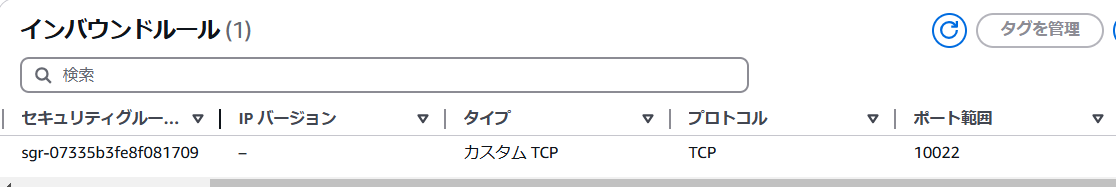 インバウンドルール (1)
タグを管理
検索
セキュリティグルー... IP バージョン タイプ プロトコル ポート範囲
sgr-07335b3fe8f081709 – カスタム TCP TCP 10022